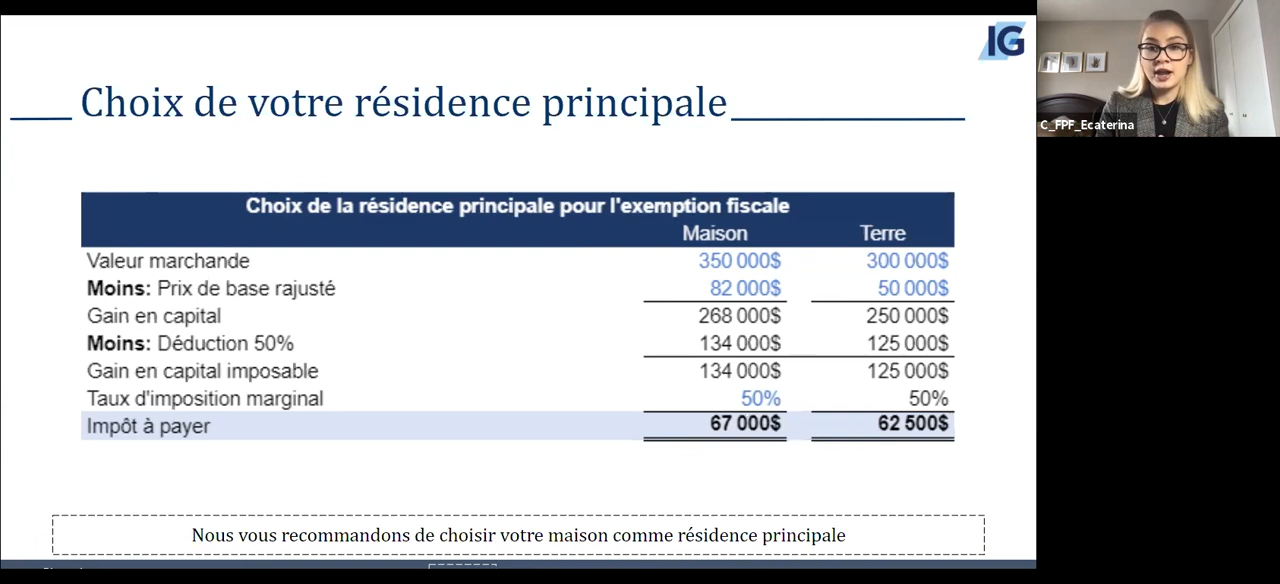 IG
Choix de votre résidence principale
C_FPF_Ecaterina
Choix de la résidence principale pour l'exemption fiscale
Maison Terre
Valeur marchande 350 000$ 300 000$
Moins: Prix de base rajusté 82 000$ 50 000$
Gain en capital 268 000$ 250 000$
Moins: Déduction 50% 134 000$ 125 000$
Gain en capital imposable 134 000$ 125 000$
Taux d'imposition marginal 50% 50%
Impôt à payer 67 000$ 62 500$
Nous vous recommandons de choisir votre maison comme résidence principale